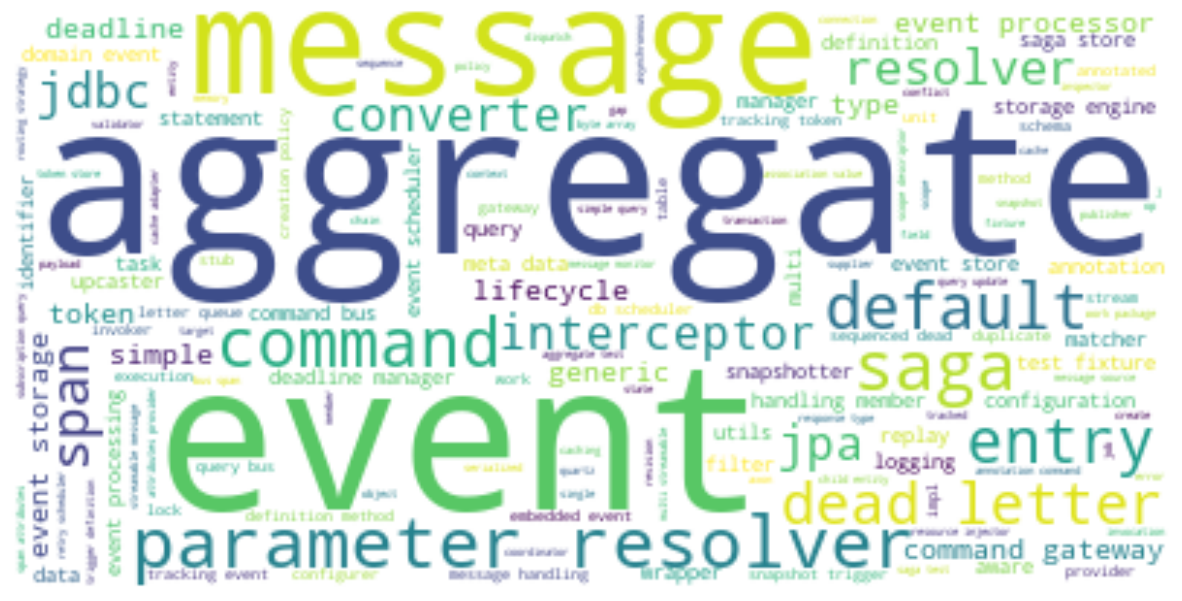 message
aggregate
event
parameter resolver
command
default
saga
entry
dead letter
interceptor
resolver
converter
jdbc
span
jpa
deadline
domain event
event processor
definition
saga store
annotated
storage engine
type
manager
tracking token
statement
sequence
policy
dispatch
asynchronous
connection
conflict
inspector
unit
schema
cache
entity
memory
validator
routing strategy
token store
identifier
creation policy
event scheduler
cache adapter
byte array
gap
context
chain
gateway
simple query
query
table
association value
transaction
scope descriptor
scope
method
snapshot
fixture
publisher
field
payload
task
stub
upcaster
meta data
message monitor
multi
supplier
event store
annotation
lifecycle
query update
db scheduler
stream
work package
token
letter queue
command bus
invoker
target
sequenced dead
duplicate
matcher
subscription query
event storage
simple
aggregate test
generic
snapshotter
test fixture
message source
execution
bus span
deadline manager
work
state
handling member
configuration
response type
tracked
create
event processing
streamable message
attributes provider
member
utils
replay
logging
filter
query bus
caching
serialized
quartz
revision
multi streamable
annotation command
error
child entity
object
single
impl
lock
definition method
embedded event
resource injector
invocation
span attributes
retry scheduler
trigger definition
coordinator
command gateway
data
tracking event
configurer
message handling
wrapper
snapshot trigger
saga test
aware
provider